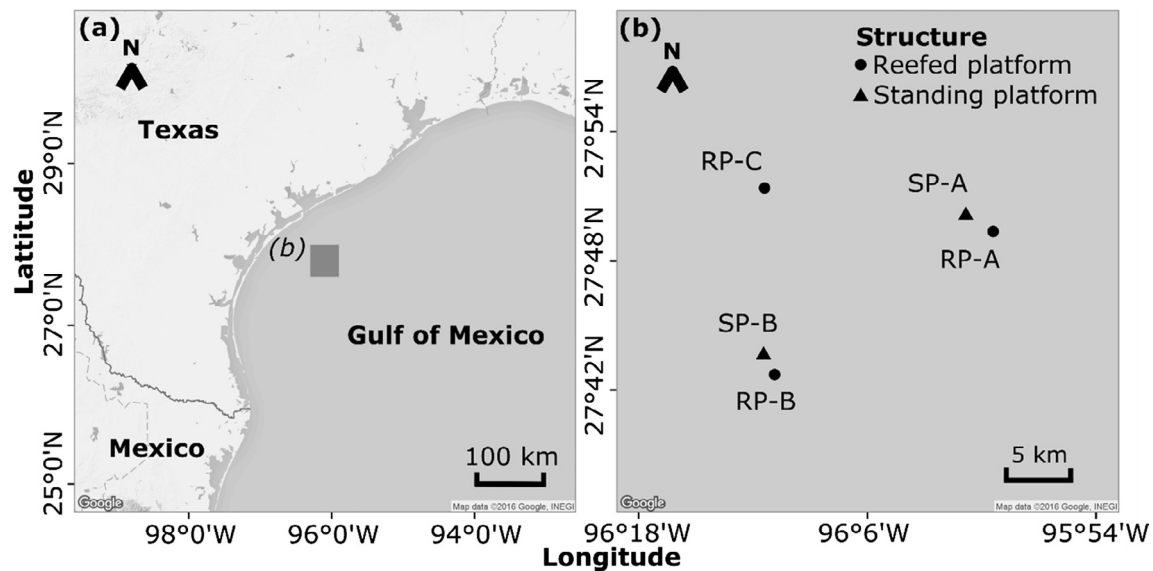 (a)
N
Texas
(b)
Gulf of Mexico
Mexico
100 km
Google
Map data ©2016 Google, INEGI
29°0'N
27°0'N
25°0'N
98°0'W
96°0'W
94°0'W
Lattitude
Longitude
(b)
N
Structure
Reefed platform
Standing platform
RP-C
SP-A
RP-A
SP-B
RP-B
5 km
Google
Map data ©2016 Google, INEGI
27°54'N
27°48'N
27°42'N
96°18'W
96°6'W
95°54'W